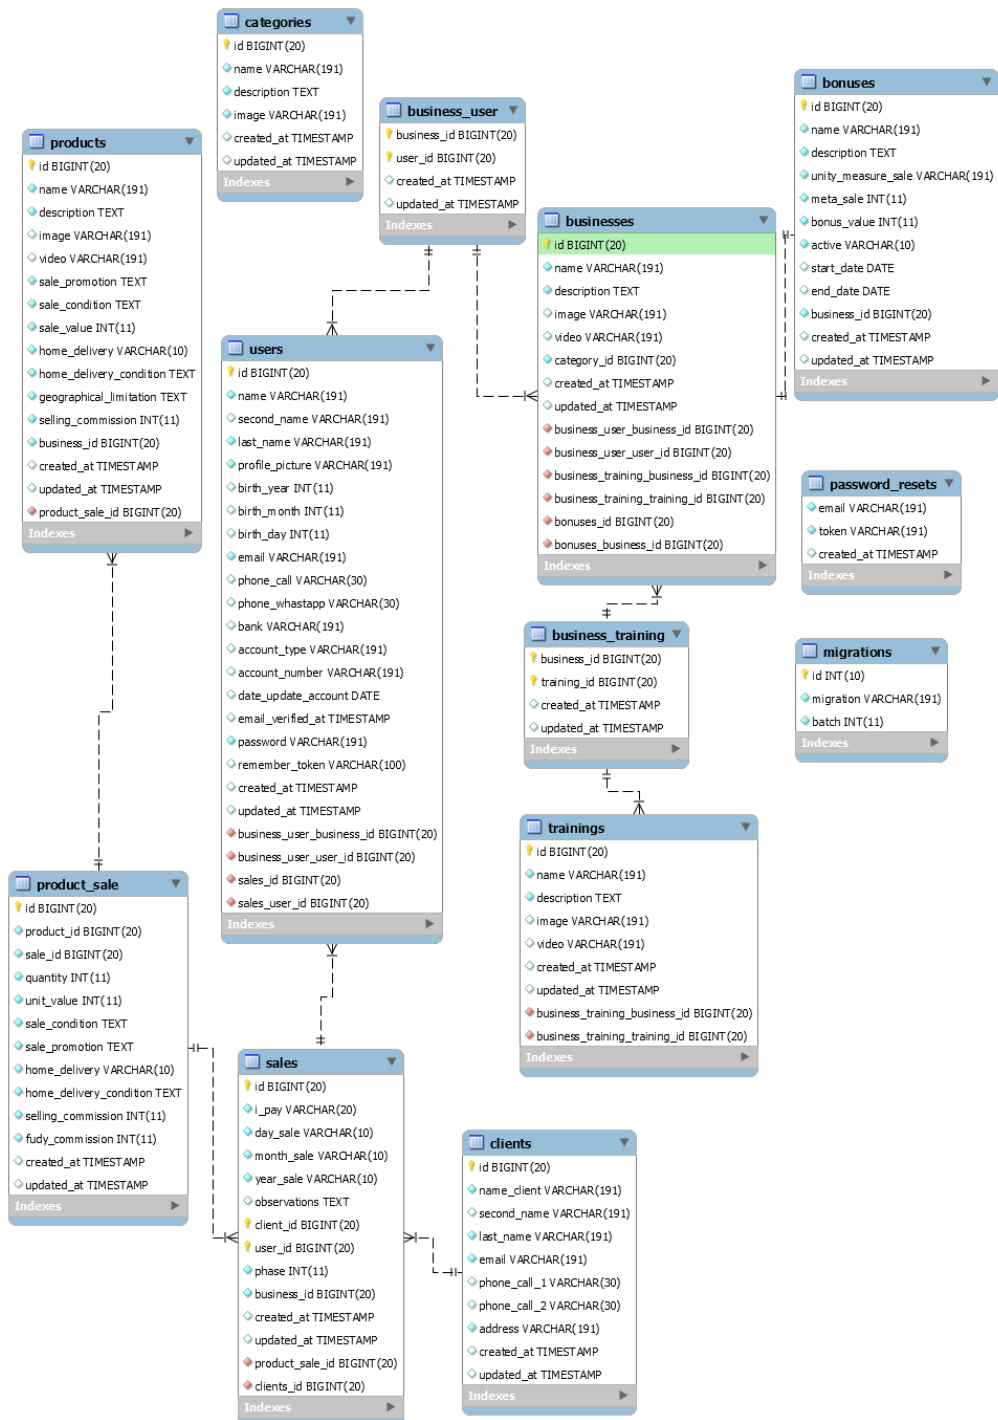 categories
id BIGINT(20)
name VARCHAR(191)
description TEXT
image VARCHAR(191)
created_at TIMESTAMP
updated_at TIMESTAMP
Indexes
business_user
business_id BIGINT(20)
user_id BIGINT(20)
created_at TIMESTAMP
updated_at TIMESTAMP
Indexes
bonuses
id BIGINT(20)
name VARCHAR(191)
description TEXT
unity_measure_sale VARCHAR(191)
meta_sale INT(11)
bonus_value INT(11)
active VARCHAR(10)
start_date DATE
end_date DATE
business_id BIGINT(20)
created_at TIMESTAMP
updated_at TIMESTAMP
Indexes
products
id BIGINT(20)
name VARCHAR(191)
description TEXT
image VARCHAR(191)
video VARCHAR(191)
sale_promotion TEXT
sale_condition TEXT
sale_value INT(11)
home_delivery VARCHAR(10)
home_delivery_condition TEXT
geographical_limitation TEXT
selling_commission INT(11)
business_id BIGINT(20)
created_at TIMESTAMP
updated_at TIMESTAMP
product_sale_id BIGINT(20)
Indexes
businesses
id BIGINT(20)
name VARCHAR(191)
description TEXT
image VARCHAR(191)
video VARCHAR(191)
category_id BIGINT(20)
created_at TIMESTAMP
updated_at TIMESTAMP
business_user_business_id BIGINT(20)
business_user_user_id BIGINT(20)
business_training_business_id BIGINT(20)
business_training_training_id BIGINT(20)
bonuses_id BIGINT(20)
bonuses_business_id BIGINT(20)
Indexes
users
id BIGINT(20)
name VARCHAR(191)
second_name VARCHAR(191)
last_name VARCHAR(191)
profile_picture VARCHAR(191)
birth_year INT(11)
birth_month INT(11)
birth_day INT(11)
email VARCHAR(191)
phone_call VARCHAR(30)
phone_whastapp VARCHAR(30)
bank VARCHAR(191)
account_type VARCHAR(191)
account_number VARCHAR(191)
date_update_account DATE
email_verified_at TIMESTAMP
password VARCHAR(191)
remember_token VARCHAR(100)
created_at TIMESTAMP
updated_at TIMESTAMP
business_user_business_id BIGINT(20)
business_user_user_id BIGINT(20)
sales_id BIGINT(20)
sales_user_id BIGINT(20)
Indexes
password_resets
email VARCHAR(191)
token VARCHAR(191)
created_at TIMESTAMP
Indexes
business_training
business_id BIGINT(20)
training_id BIGINT(20)
created_at TIMESTAMP
updated_at TIMESTAMP
Indexes
migrations
id INT(10)
migration VARCHAR(191)
batch INT(11)
Indexes
trainings
id BIGINT(20)
name VARCHAR(191)
description TEXT
image VARCHAR(191)
video VARCHAR(191)
created_at TIMESTAMP
updated_at TIMESTAMP
business_training_business_id BIGINT(20)
business_training_training_id BIGINT(20)
Indexes
product_sale
id BIGINT(20)
product_id BIGINT(20)
sale_id BIGINT(20)
quantity INT(11)
unit_value INT(11)
sale_condition TEXT
sale_promotion TEXT
home_delivery VARCHAR(10)
home_delivery_condition TEXT
selling_commission INT(11)
fudy_commission INT(11)
created_at TIMESTAMP
updated_at TIMESTAMP
Indexes
sales
id BIGINT(20)
i_pay VARCHAR(20)
day_sale VARCHAR(10)
month_sale VARCHAR(10)
year_sale VARCHAR(10)
observations TEXT
client_id BIGINT(20)
user_id BIGINT(20)
phase INT(11)
business_id BIGINT(20)
created_at TIMESTAMP
updated_at TIMESTAMP
product_sale_id BIGINT(20)
clients_id BIGINT(20)
Indexes
clients
id BIGINT(20)
name_client VARCHAR(191)
second_name VARCHAR(191)
last_name VARCHAR(191)
email VARCHAR(191)
phone_call_1 VARCHAR(30)
phone_call_2 VARCHAR(30)
address VARCHAR(191)
created_at TIMESTAMP
updated_at TIMESTAMP
Indexes